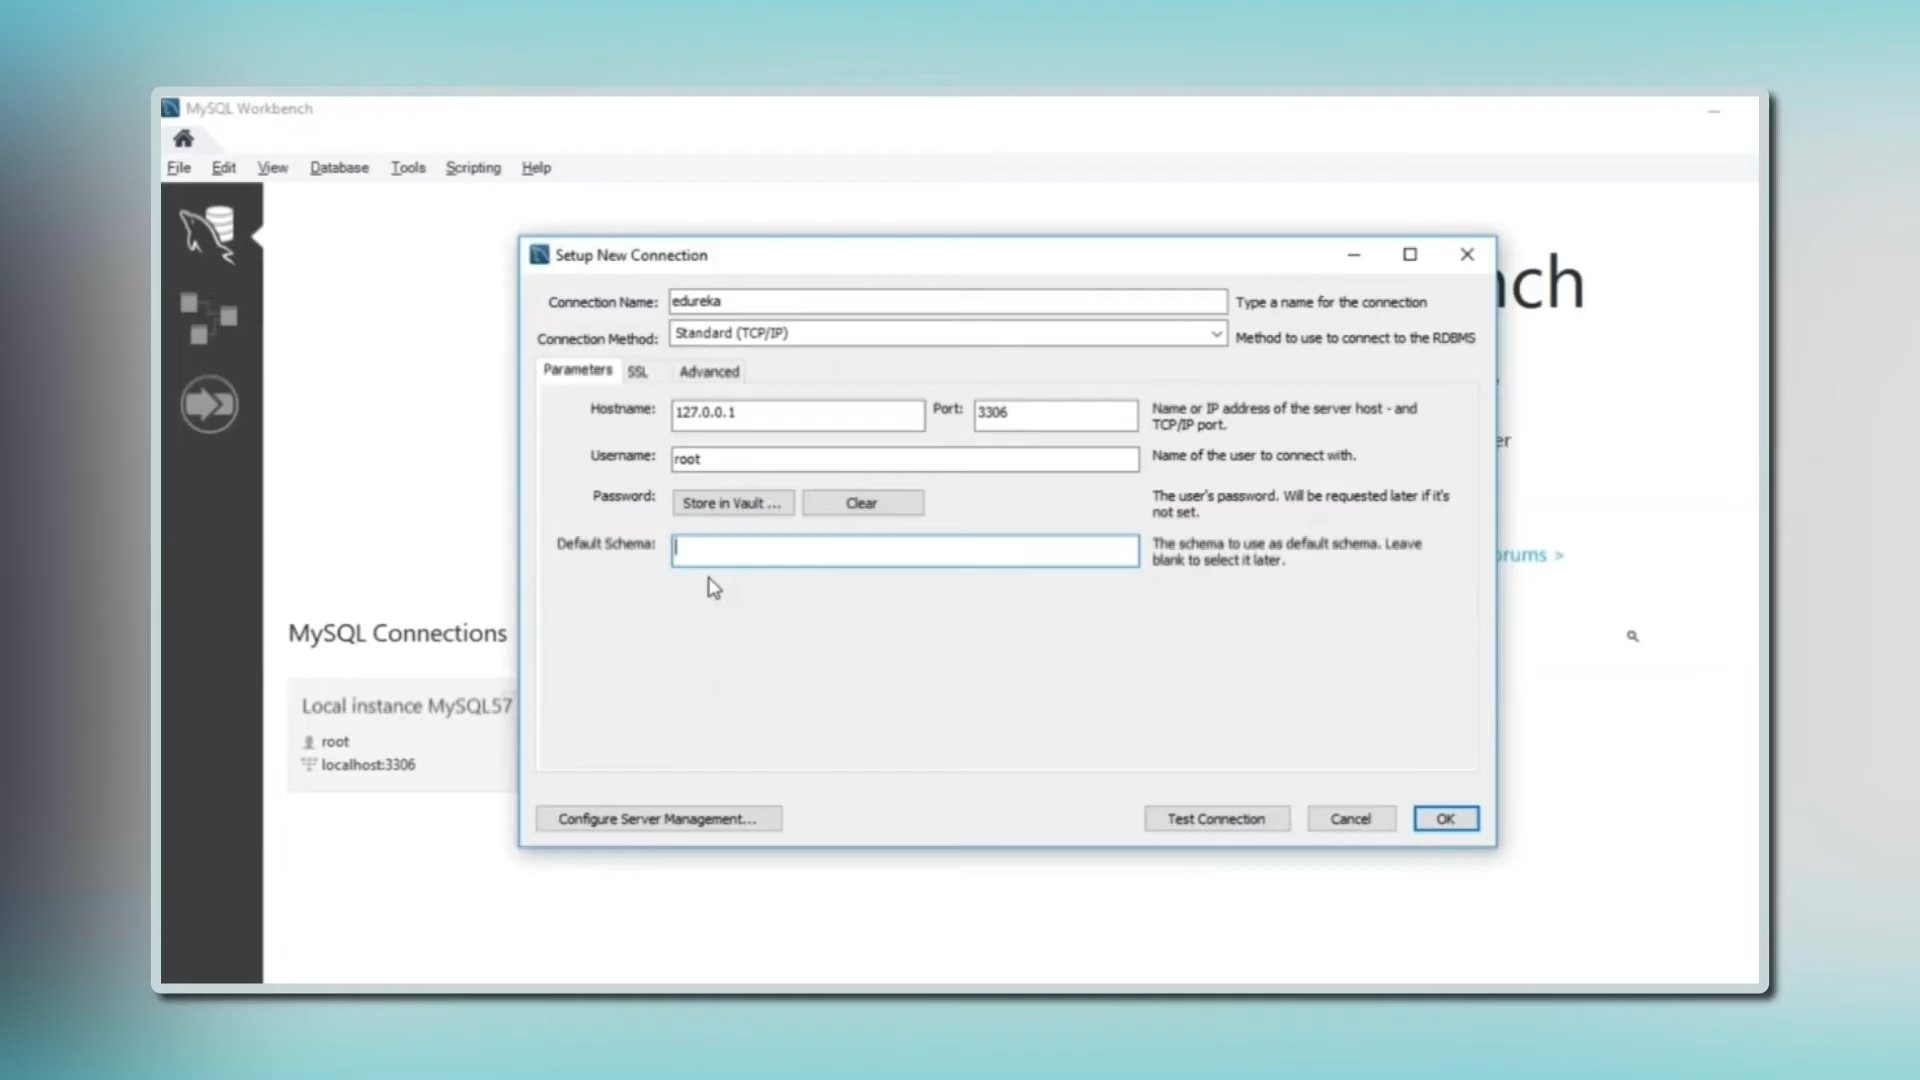 MySQL Workbench
File Edit View Database Tools Scripting Help
Setup New Connection
nch
Connection Name: edureka Type a name for the connection
Connection Method: Standard (TCP/IP) Method to use to connect to the RDBMS
Parameters SSL Advanced
Hostname: 127.0.0.1 Port: 3306 Name or IP address of the server host - and
TCP/IP port.
er
Username: root Name of the user to connect with.
Password: Store in Vault ... Clear The user's password. Will be requested later if it's
not set.
Default Schema: The schema to use as default schema. Leave
blank to select it later.
orums >
MySQL Connections
Local instance MySQL57
root
localhost:3306
Configure Server Management... Test Connection Cancel OK